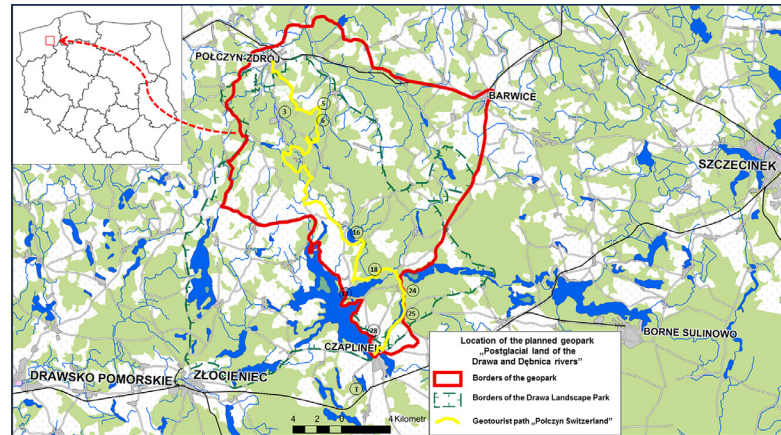 POŁCZYN-ZDRÓJ
BARWICE
3
5
6
SZCZECINEK
16
18
24
25
28
CZAPLINEK
BORNE SULINOWO
DRAWSKO POMORSKIE
ZŁOCIENIEC
T
4 2 0 4 Kilometr
Location of the planned geopark
„Postglacial land of the
Drawa and Dębnica rivers”
Borders of the geopark
Borders of the Drawa Landscape Park
Geotourist path „Połczyn Switzerland”